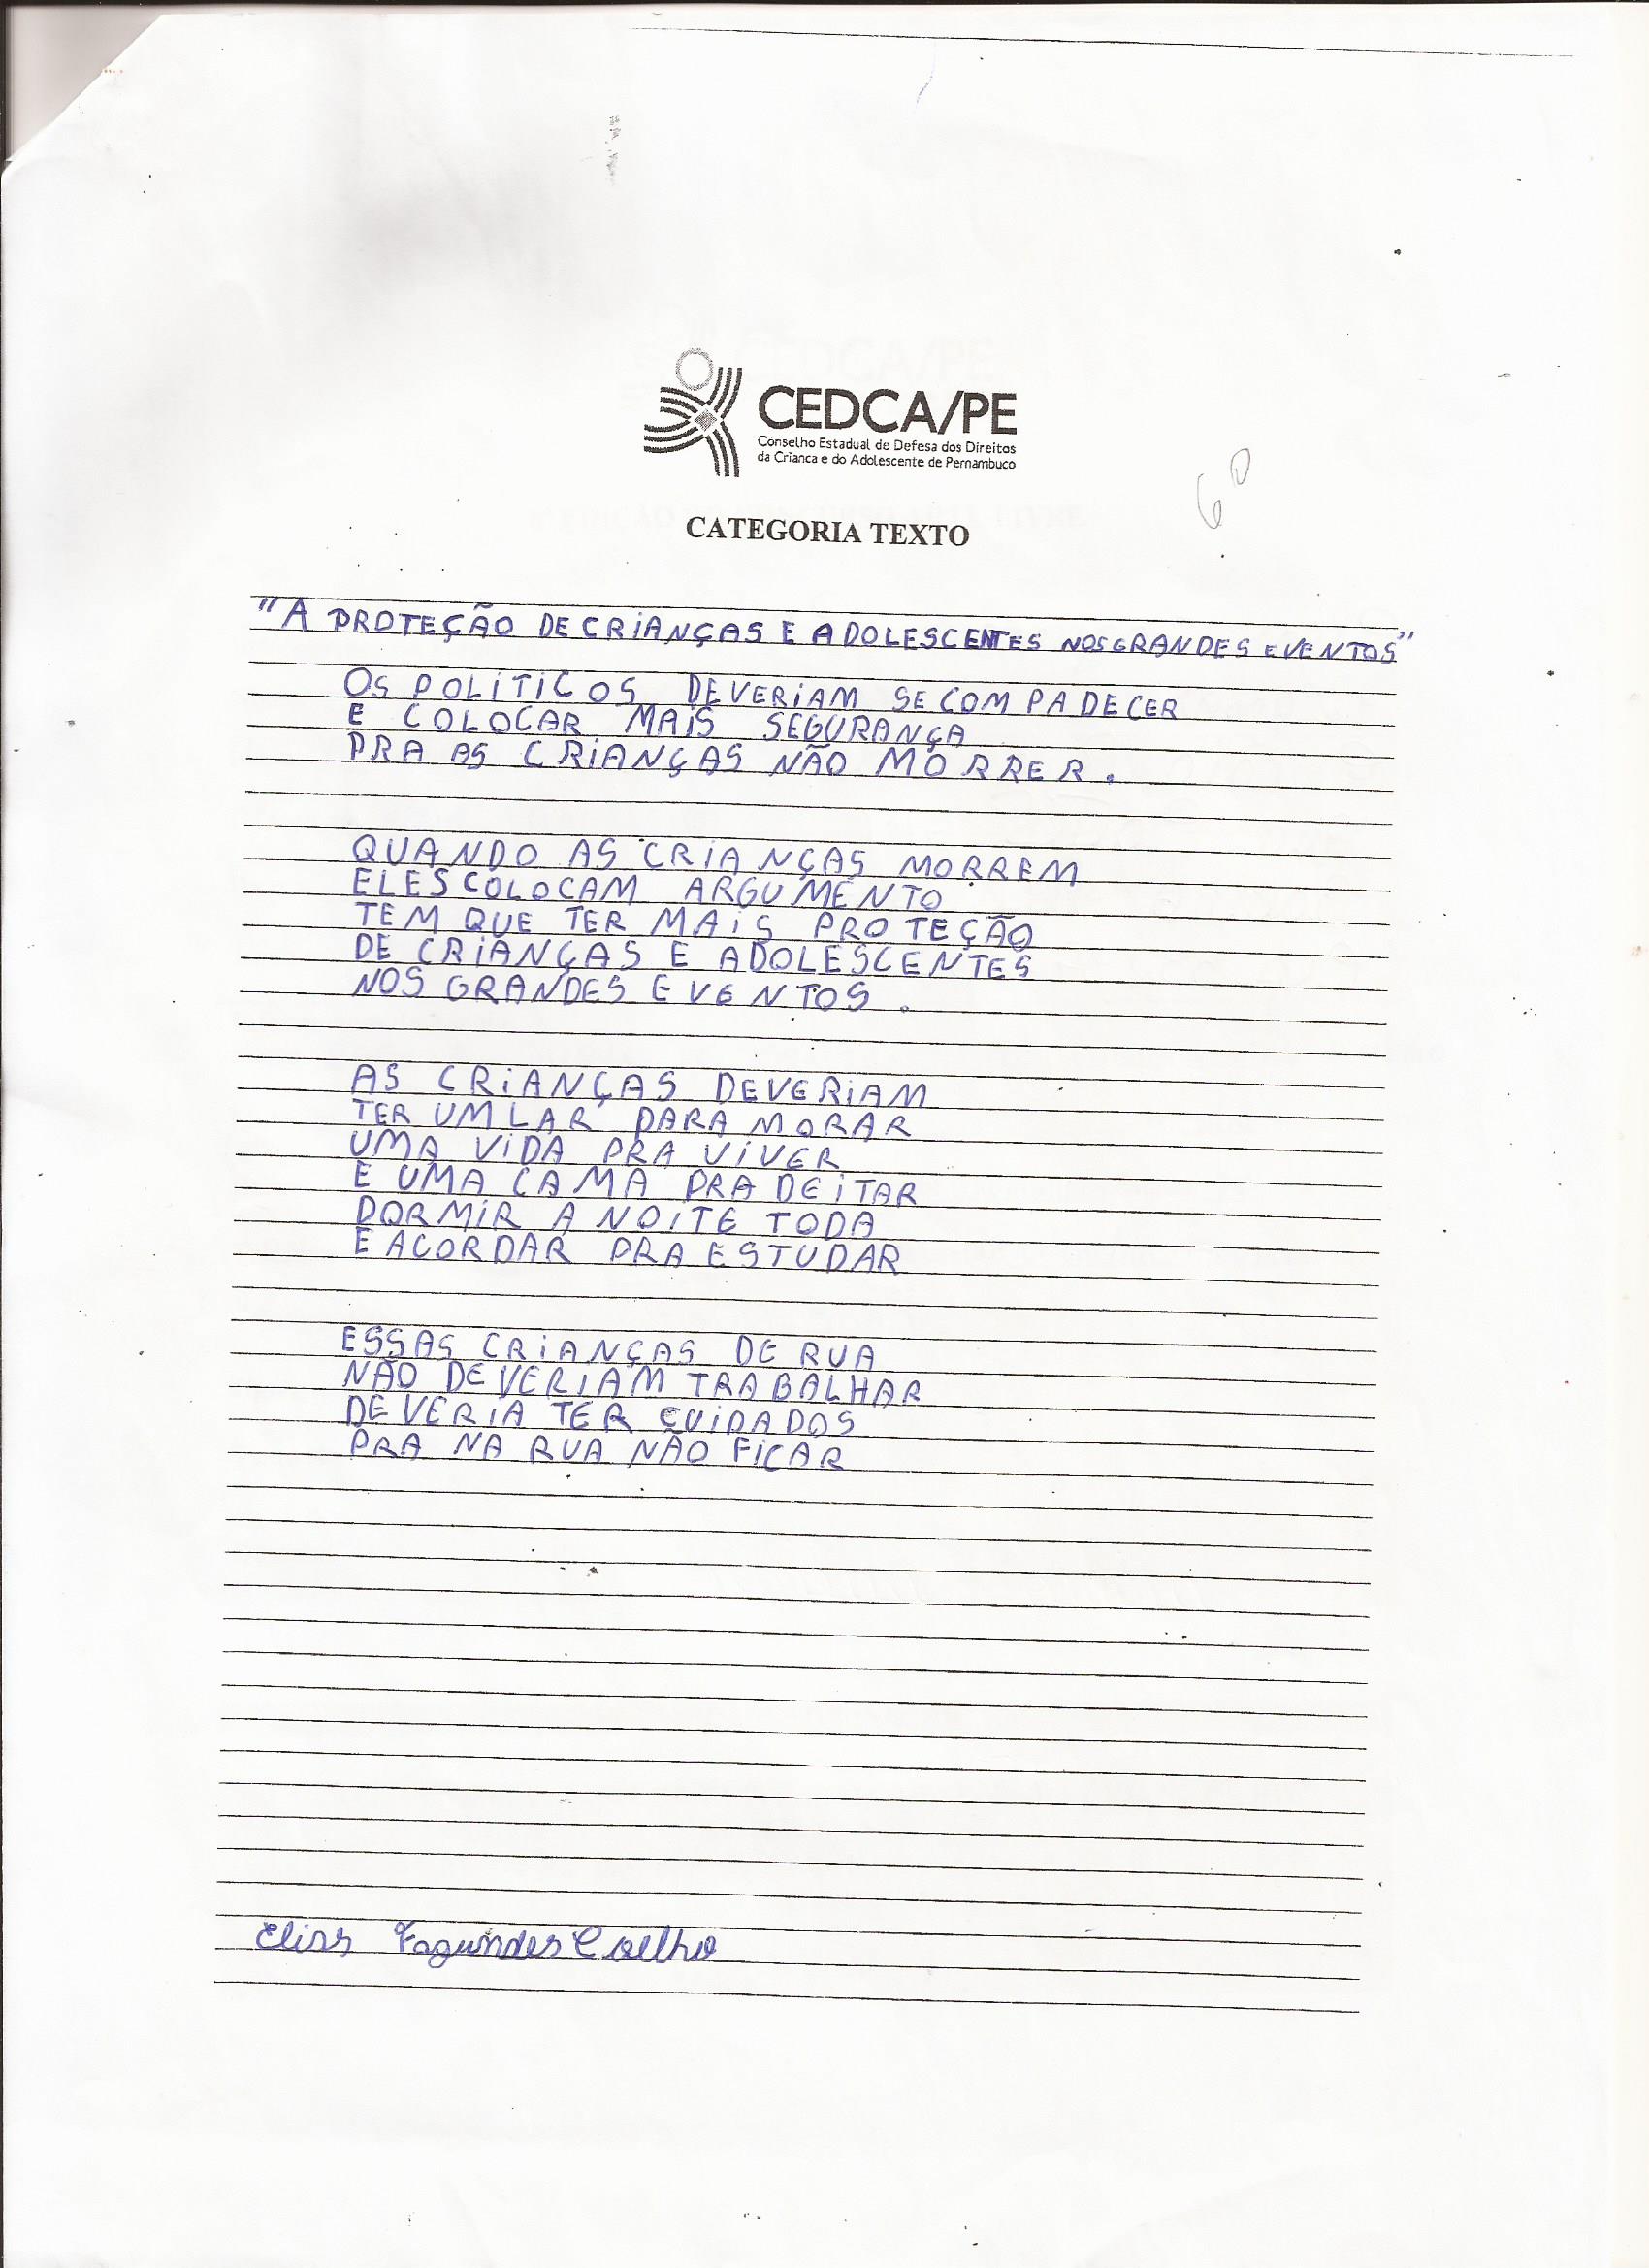 CEDCA/PE
Conselho Estadual de Defesa dos Direitos
da Crianca e do Adolescente de Pernambuco
6º
CATEGORIA TEXTO
"A PROTEÇÃO DE CRIANÇAS E ADOLESCENTES NOS GRANDES EVENTOS"
OS POLITICOS DEVERIAM SE COMPADECER
E COLOCAR MAIS SEGURANÇA
PRA AS CRIANÇAS NÃO MORRER.
QUANDO AS CRIANÇAS MORREM
ELES COLOCAM ARGUMENTO
TEM QUE TER MAIS PROTEÇÃO
DE CRIANÇAS E ADOLESCENTES
NOS GRANDES EVENTOS.
AS CRIANÇAS DEVERIAM
TER UM LAR PARA MORAR
UMA VIDA PRA VIVER
E UMA CAMA PRA DEITAR
DORMIR A NOITE TODA
E ACORDAR PRA ESTUDAR
ESSAS CRIANÇAS DE RUA
NÃO DEVERIAM TRABALHAR
DEVERIA TER CUIDADOS
PRA NA RUA NÃO FICAR
Elias Fagundes Coelho